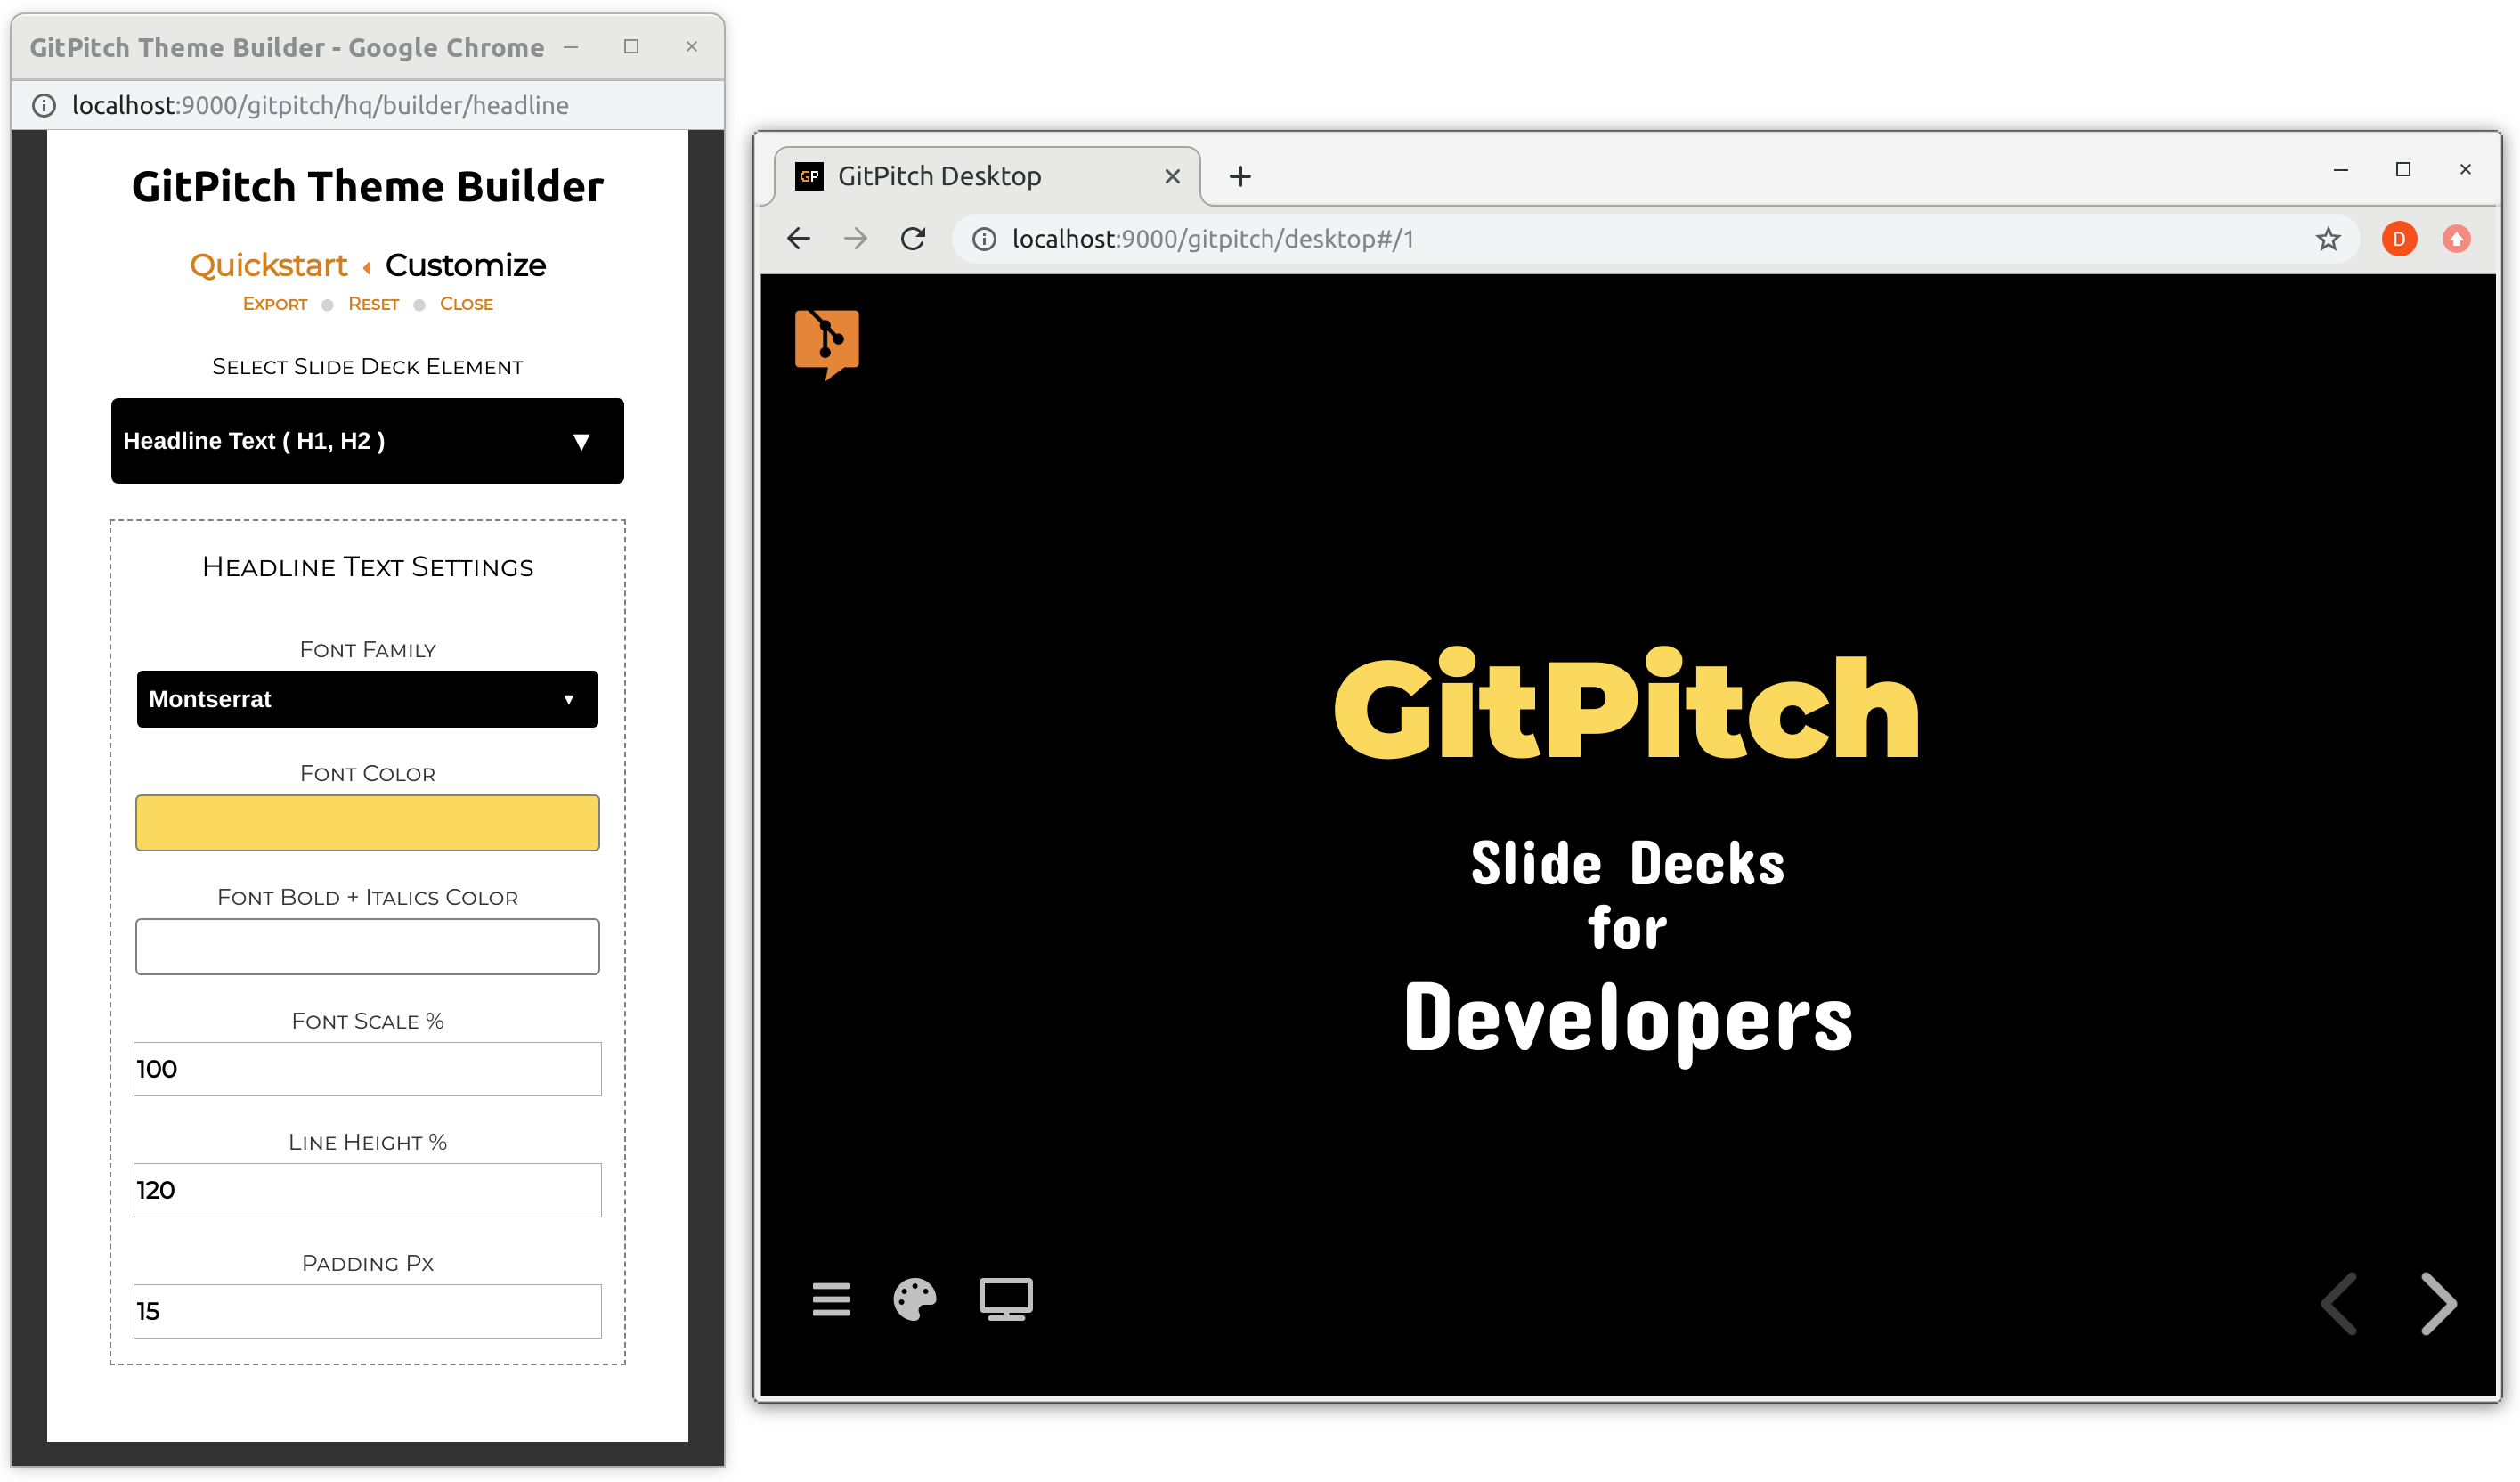 GitPitch Theme Builder - Google Chrome
localhost:9000/gitpitch/hq/builder/headline
GitPitch Theme Builder
Quickstart Customize
Export Reset Close
Select Slide Deck Element
Headline Text ( H1, H2 )
Headline Text Settings
Font Family
Montserrat
Font Color
Font Bold + Italics Color
Font Scale %
100
Line Height %
120
Padding Px
15
GP GitPitch Desktop
localhost:9000/gitpitch/desktop#/1
D
GitPitch
Slide Decks
for
Developers